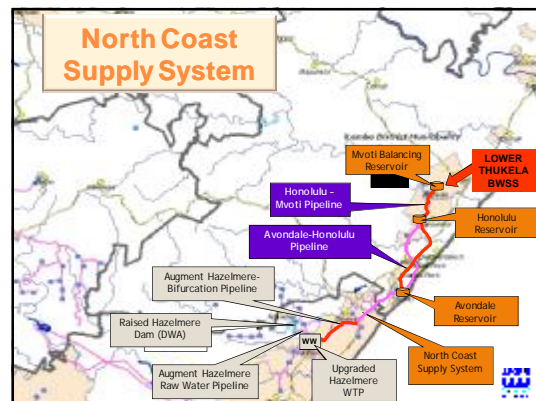 North Coast
Supply System
Mvoti Balancing
Reservoir
LOWER
THUKELA
BWSS
Honolulu -
Mvoti Pipeline
Honolulu
Reservoir
Avondale-Honolulu
Pipeline
Augment Hazelmere-
Bifurcation Pipeline
Avondale
Reservoir
Raised Hazelmere
Dam (DWA)
WW
North Coast
Supply System
Augment Hazelmere
Raw Water Pipeline
Upgraded
Hazelmere
WTP